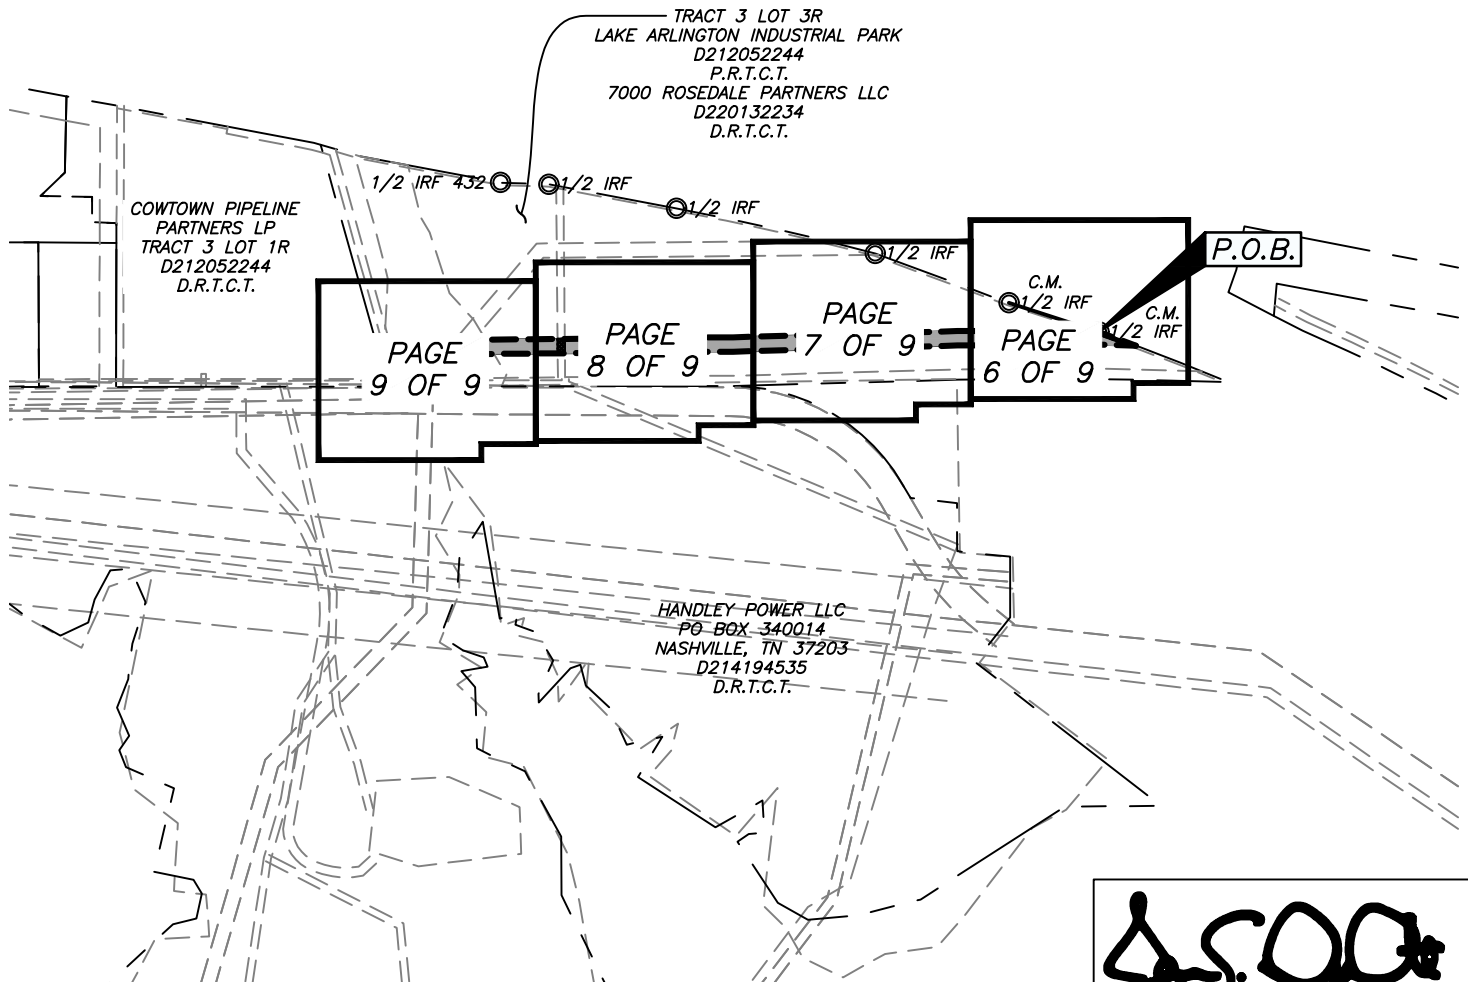 TRACT 3 LOT 3R
LAKE ARLINGTON INDUSTRIAL PARK
D212052244
P.R.T.C.T.
7000 ROSEDALE PARTNERS LLC
D220132234
D.R.T.C.T.
1/2 IRF 432
1/2 IRF
1/2 IRF
COWTOWN PIPELINE
PARTNERS LP
TRACT 3 LOT 1R
D212052244
D.R.T.C.T.
1/2 IRF
P.O.B.
C.M.
1/2 IRF
C.M.
1/2 IRF
PAGE
9 OF 9
PAGE
8 OF 9
PAGE
7 OF 9
PAGE
6 OF 9
HANDLEY POWER LLC
PO BOX 340014
NASHVILLE, TN 37203
D214194535
D.R.T.C.T.